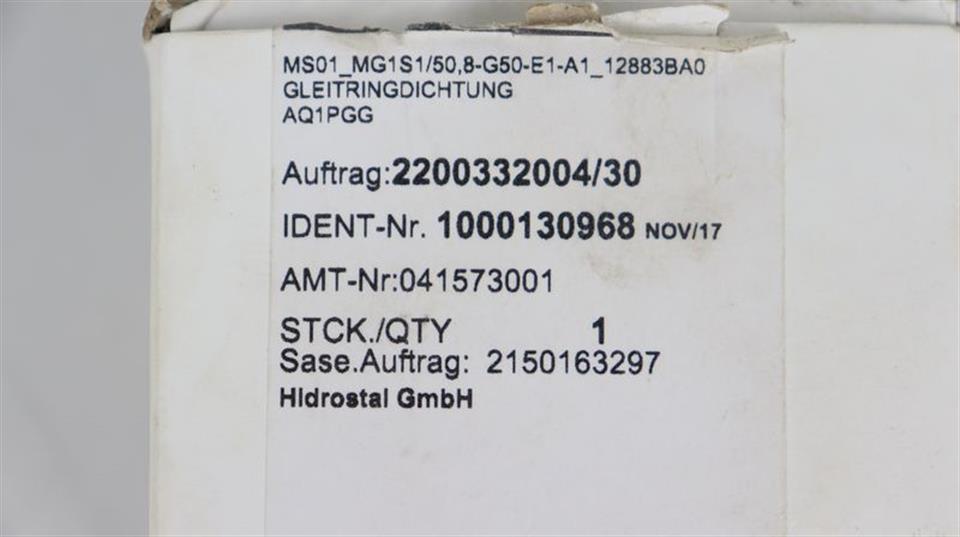 MS01_MG1S1/50,8-G50-E1-A1_12883BA0
GLEITRINGDICHTUNG
AQ1PGG
Auftrag:2200332004/30
IDENT-Nr. 1000130968 NOV/17
AMT-Nr:041573001
STCK./QTY 1
Sase.Auftrag: 2150163297
Hidrostal GmbH